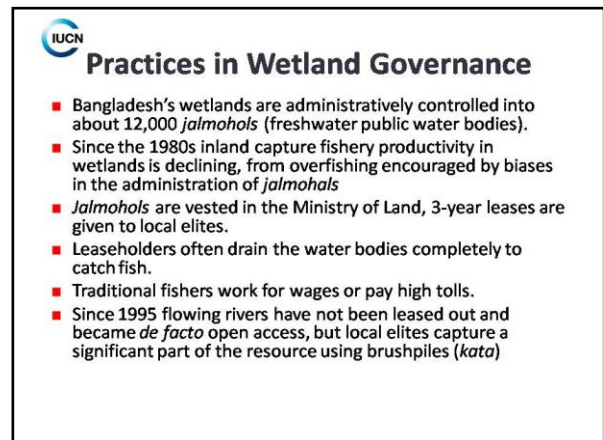 IUCN
Practices in Wetland Governance
Bangladesh's wetlands are administratively controlled into
about 12,000 jalmohols (freshwater public water bodies).
Since the 1980s inland capture fishery productivity in
wetlands is declining, from overfishing encouraged by biases
in the administration of jalmohals
Jalmohols are vested in the Ministry of Land, 3-year leases are
given to local elites.
Leaseholders often drain the water bodies completely to
catch fish.
Traditional fishers work for wages or pay high tolls.
Since 1995 flowing rivers have not been leased out and
became de facto open access, but local elites capture a
significant part of the resource using brushpiles (kata)